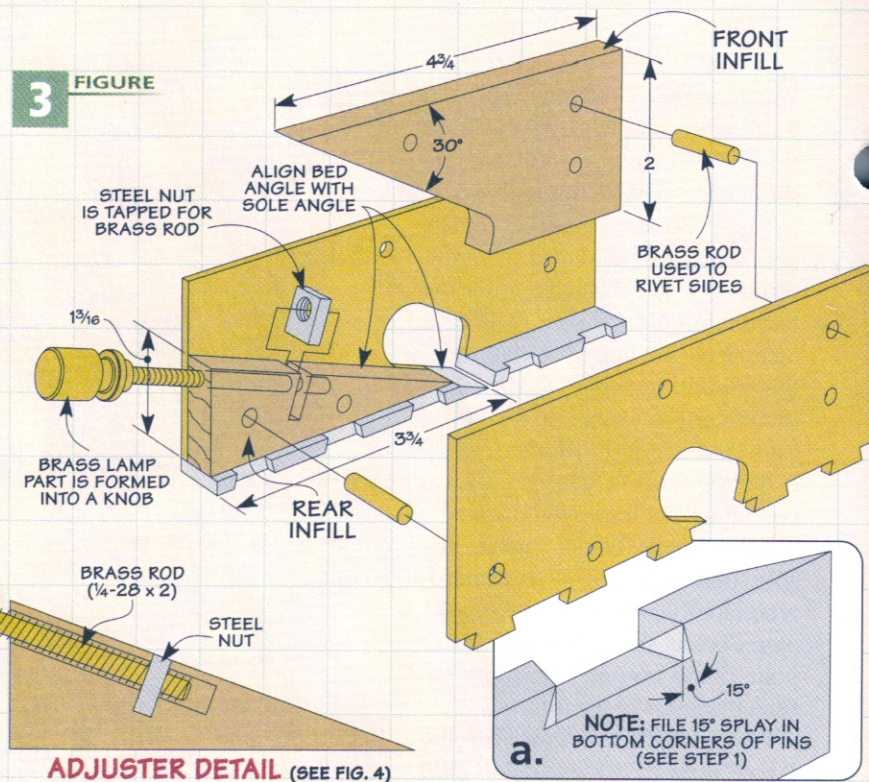 3 FIGURE
4¾
FRONT
INFILL
30°
2
ALIGN BED
ANGLE WITH
SOLE ANGLE
STEEL NUT
IS TAPPED FOR
BRASS ROD
BRASS ROD
USED TO
RIVET SIDES
1³⁄₁₆
3¾
BRASS LAMP
PART IS FORMED
INTO A KNOB
REAR
INFILL
BRASS ROD
(¼-28 x 2)
STEEL
NUT
ADJUSTER DETAIL (SEE FIG. 4)
15°
a.
NOTE: FILE 15° SPLAY IN
BOTTOM CORNERS OF PINS
(SEE STEP 1)